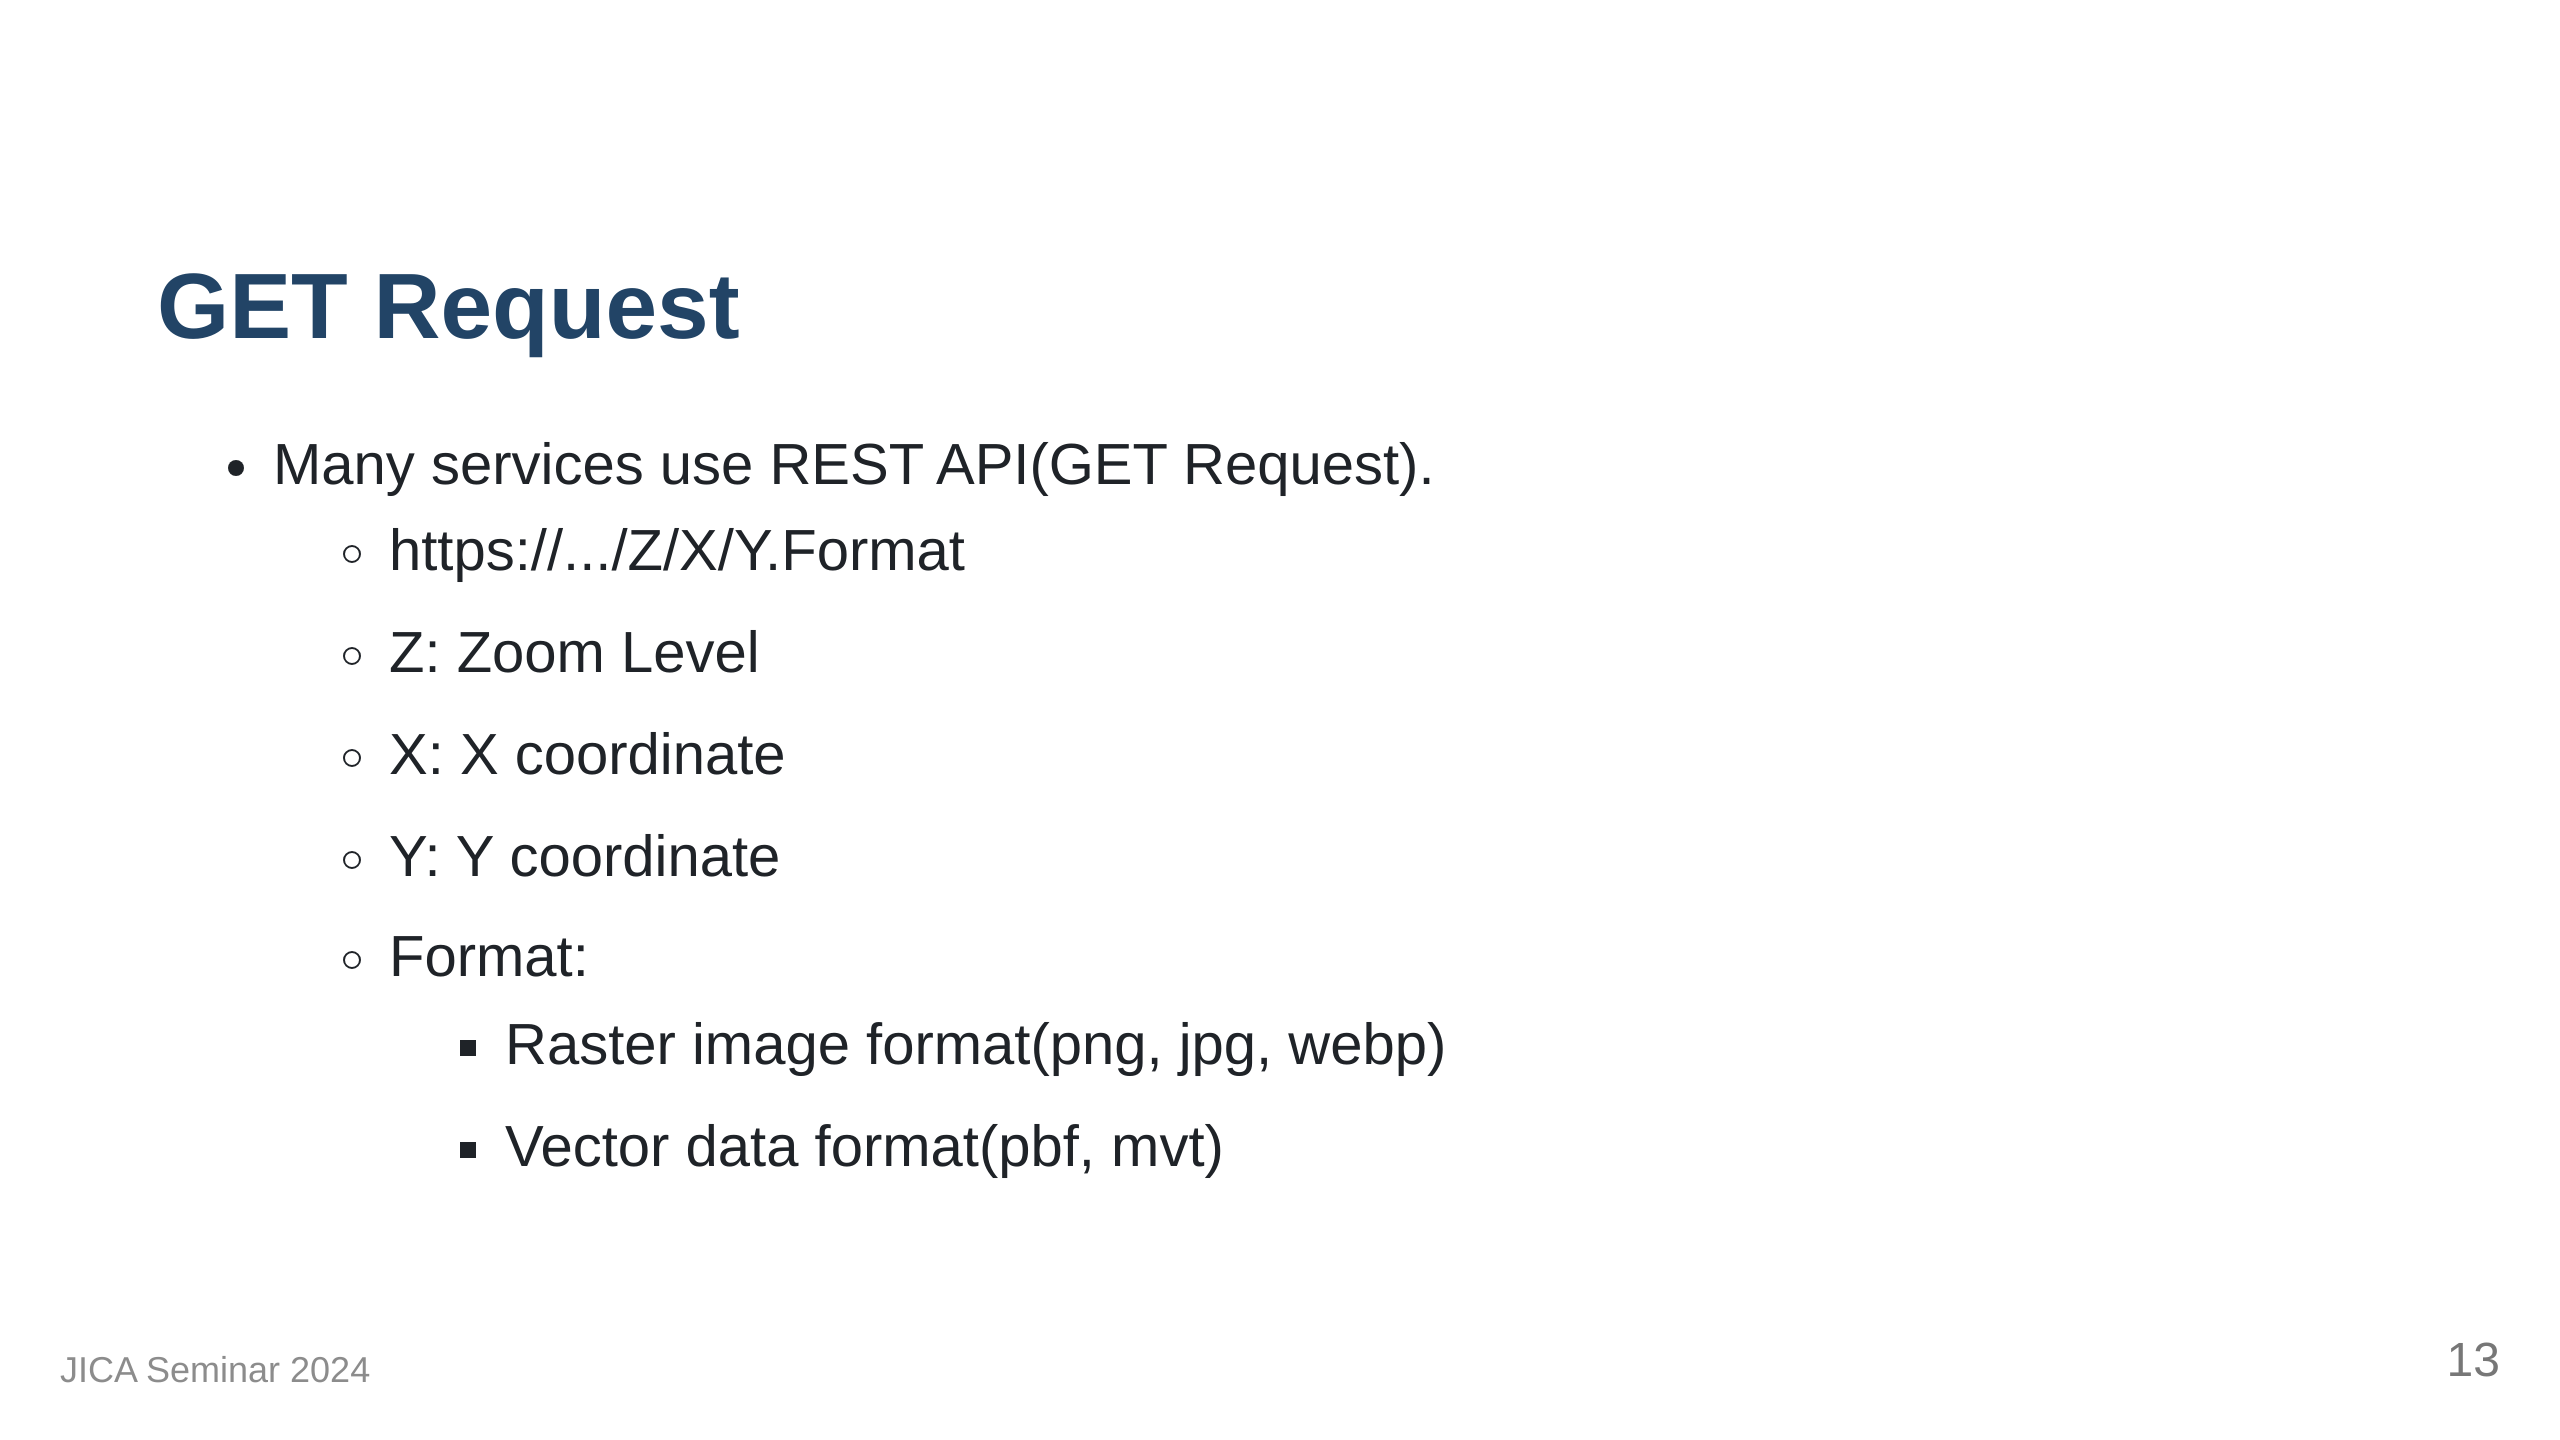 GET Request
Many services use REST API(GET Request).
https://.../Z/X/Y.Format
Z: Zoom Level
X: X coordinate
Y: Y coordinate
Format:
Raster image format(png, jpg, webp)
Vector data format(pbf, mvt)
JICA Seminar 2024
13